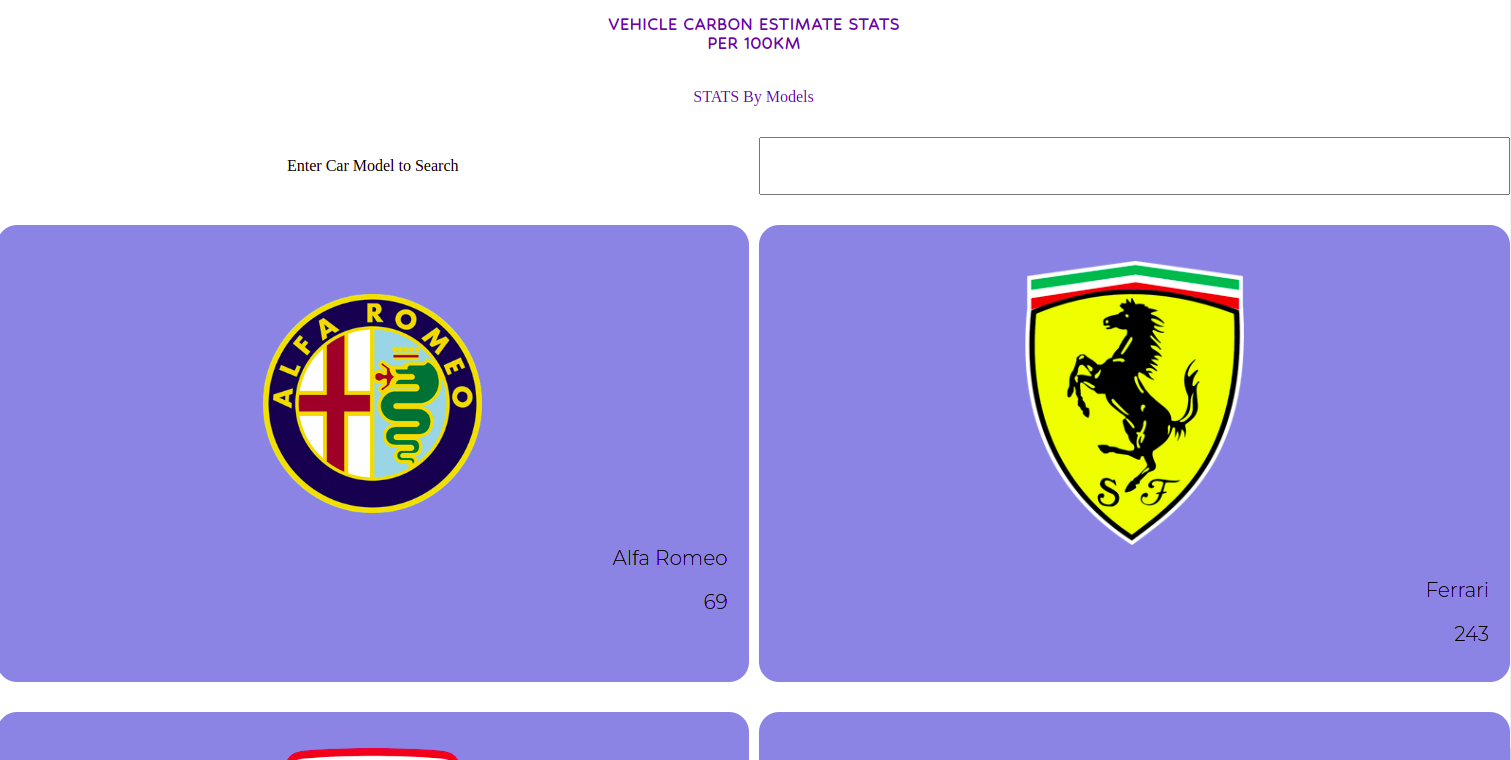 VEHICLE CARBON ESTIMATE STATS
PER 100KM
STATS By Models
Enter Car Model to Search
ALFA ROMEO
S F
Alfa Romeo
69
Ferrari
243